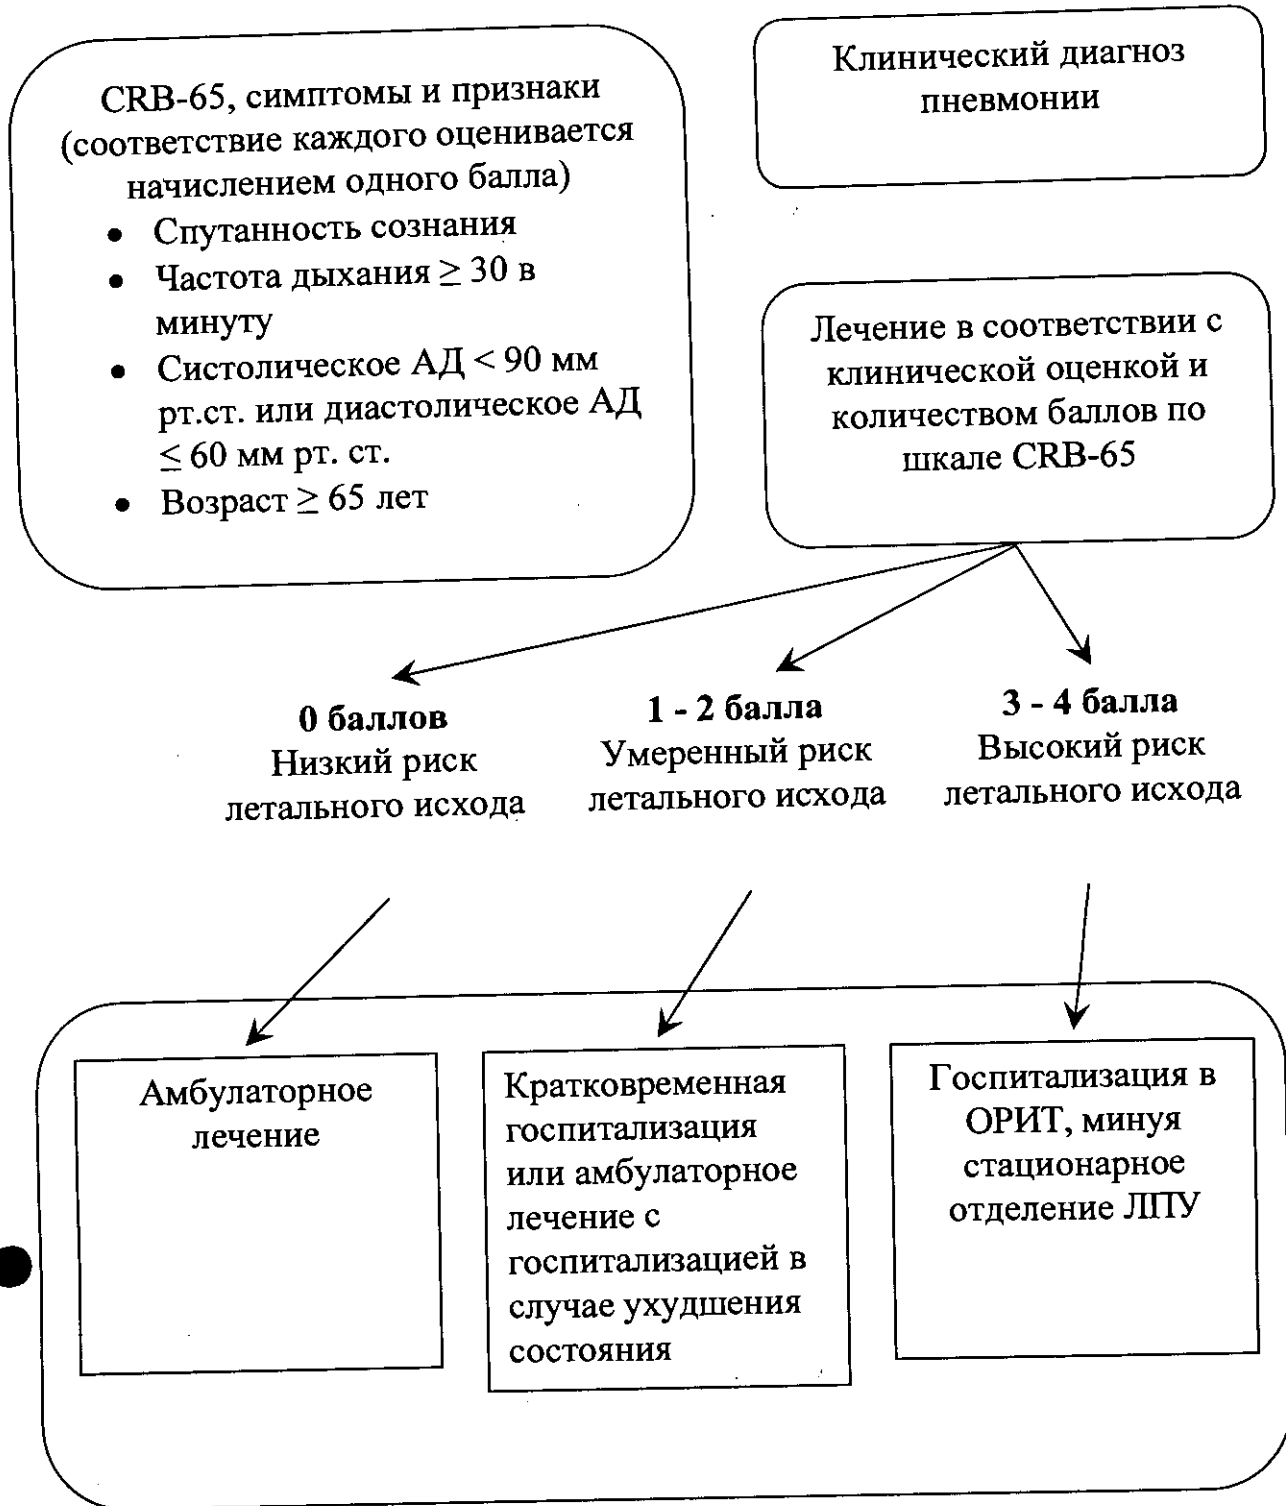 CRB-65, симптомы и признаки
(соответствие каждого оценивается
начислением одного балла)
• Спутанность сознания
• Частота дыхания ≥ 30 в
минуту
• Систолическое АД < 90 мм
рт.ст. или диастолическое АД
≤ 60 мм рт. ст.
• Возраст ≥ 65 лет
Клинический диагноз
пневмонии
Лечение в соответствии с
клинической оценкой и
количеством баллов по
шкале CRB-65
0 баллов
Низкий риск
летального исхода
1 - 2 балла
Умеренный риск
летального исхода
3 - 4 балла
Высокий риск
летального исхода
Амбулаторное
лечение
Кратковременная
госпитализация
или амбулаторное
лечение с
госпитализацией в
случае ухудшения
состояния
Госпитализация в
ОРИТ, минуя
стационарное
отделение ЛПУ